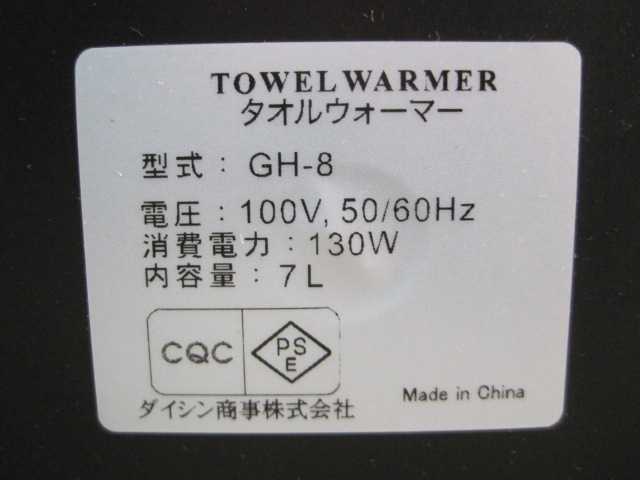 TOWEL WARMER
タオルウォーマー
型式：GH-8
電圧：100V, 50/60Hz
消費電力：130W
内容量：7L
CQC
PS
E
ダイシン商事株式会社
Made in China